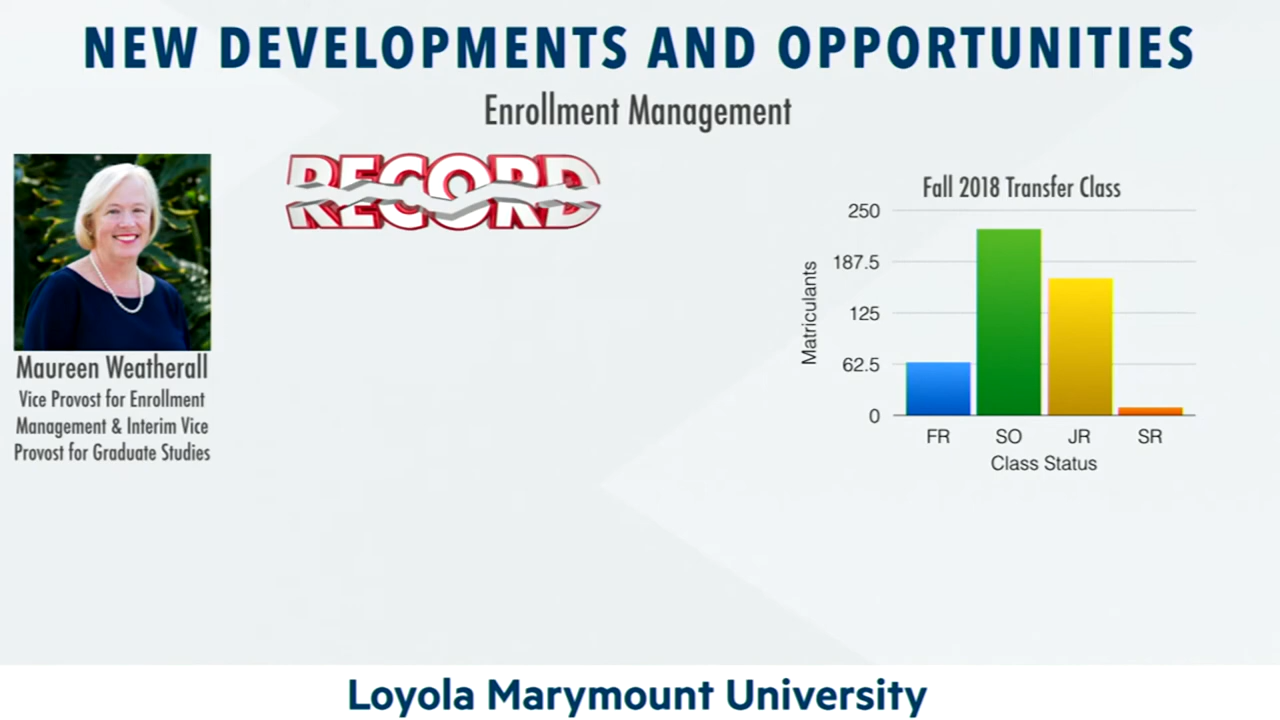 NEW DEVELOPMENTS AND OPPORTUNITIES
Enrollment Management
RECORD
Maureen Weatherall
Vice Provost for Enrollment
Management & Interim Vice
Provost for Graduate Studies
Fall 2018 Transfer Class
Matriculants
250
187.5
125
62.5
0
FR SO JR SR
Class Status
Loyola Marymount University